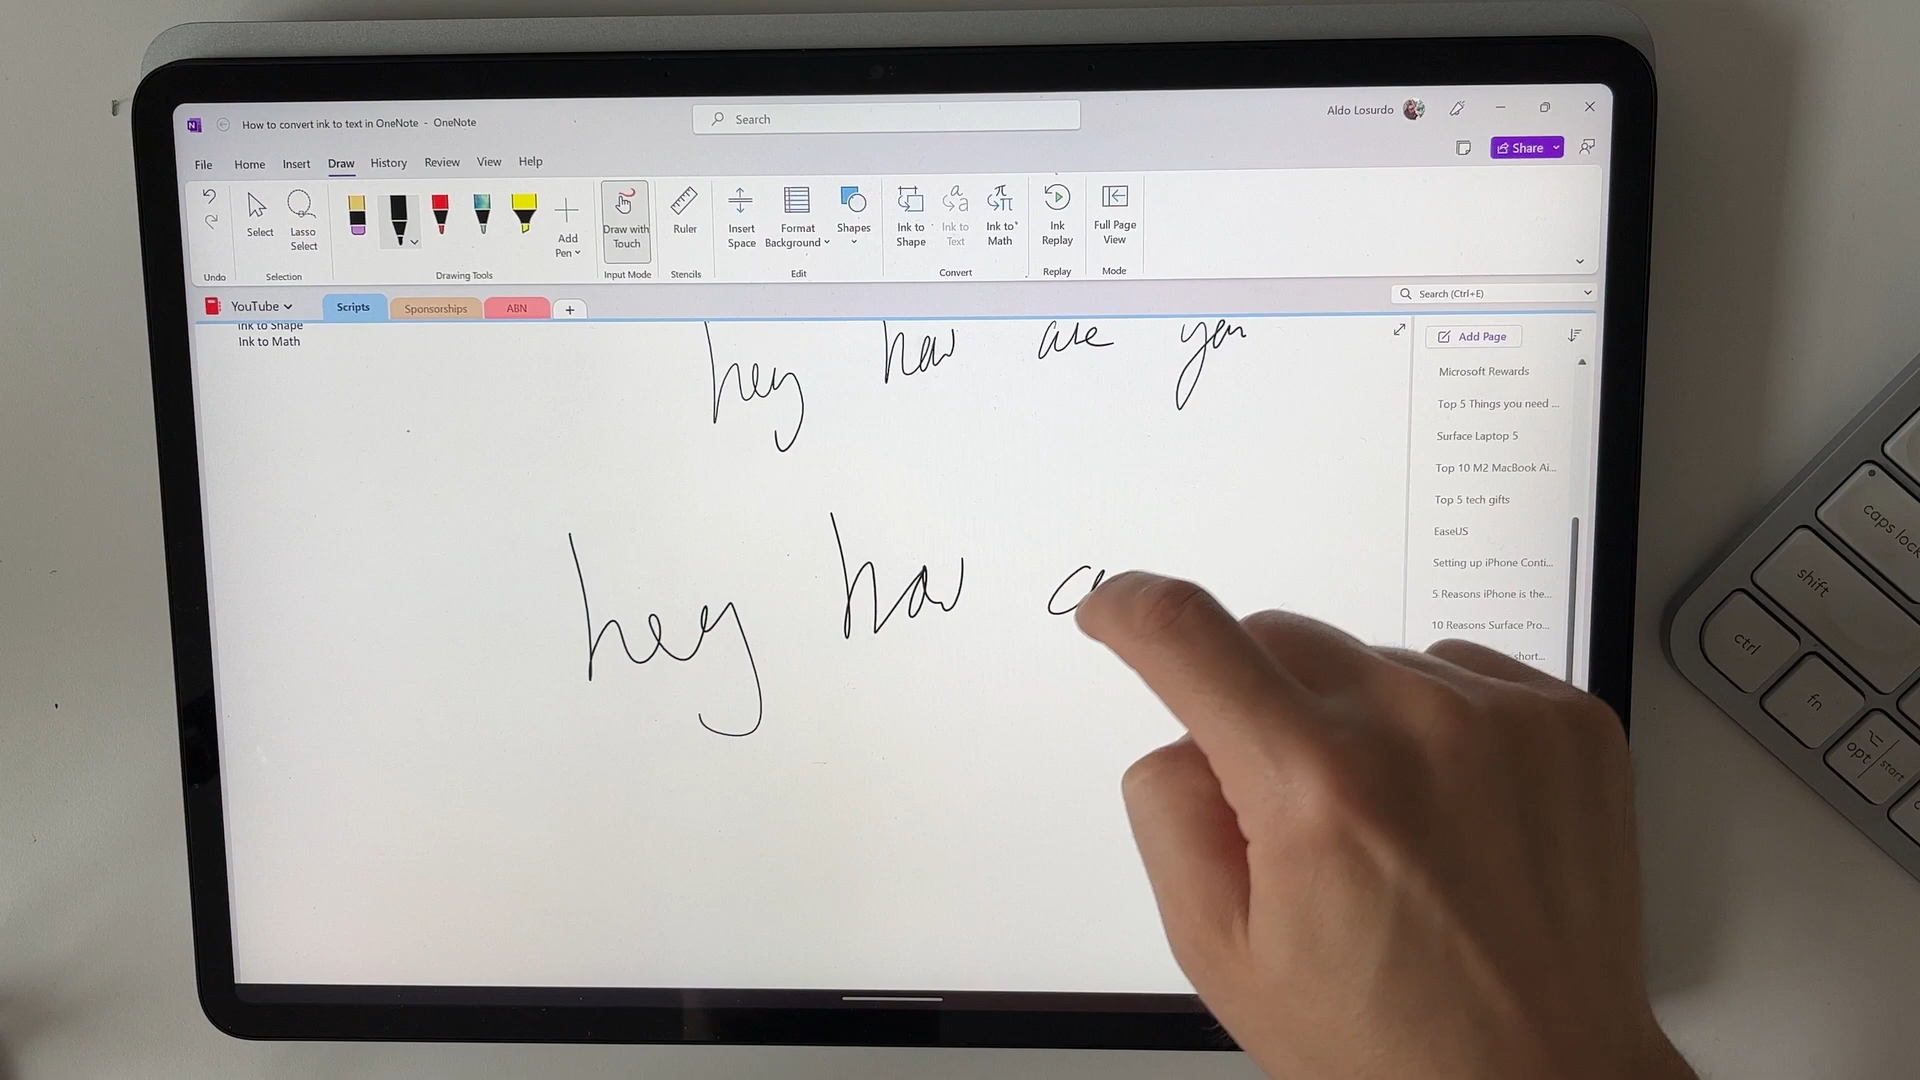 How to convert ink to text in OneNote - OneNote
Search
Aldo Losurdo
File Home Insert Draw History Review View Help
Share
Select
Lasso Select
Add Pen
Draw with Touch
Ruler
Insert Space
Format Background
Shapes
Ink to Shape
Ink to Text
Ink to Math
Ink Replay
Full Page View
Undo Selection Drawing Tools Input Mode Stencils Edit Convert Replay Mode
YouTube Scripts Sponsorships ABN +
Search (Ctrl+E)
Ink to Shape
Ink to Math
hey how are you
hey how a
Add Page
Microsoft Rewards
Top 5 Things you need ...
Surface Laptop 5
Top 10 M2 MacBook Ai...
Top 5 tech gifts
EaseUS
Setting up iPhone Conti...
5 Reasons iPhone is the...
10 Reasons Surface Pro...
short...
caps lock
shift
ctrl
fn
opt
start